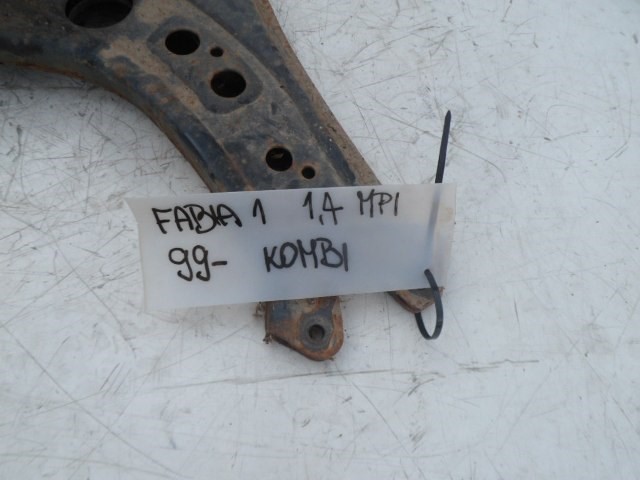 FABIA 1 1,4 MPI
99- KOMBI